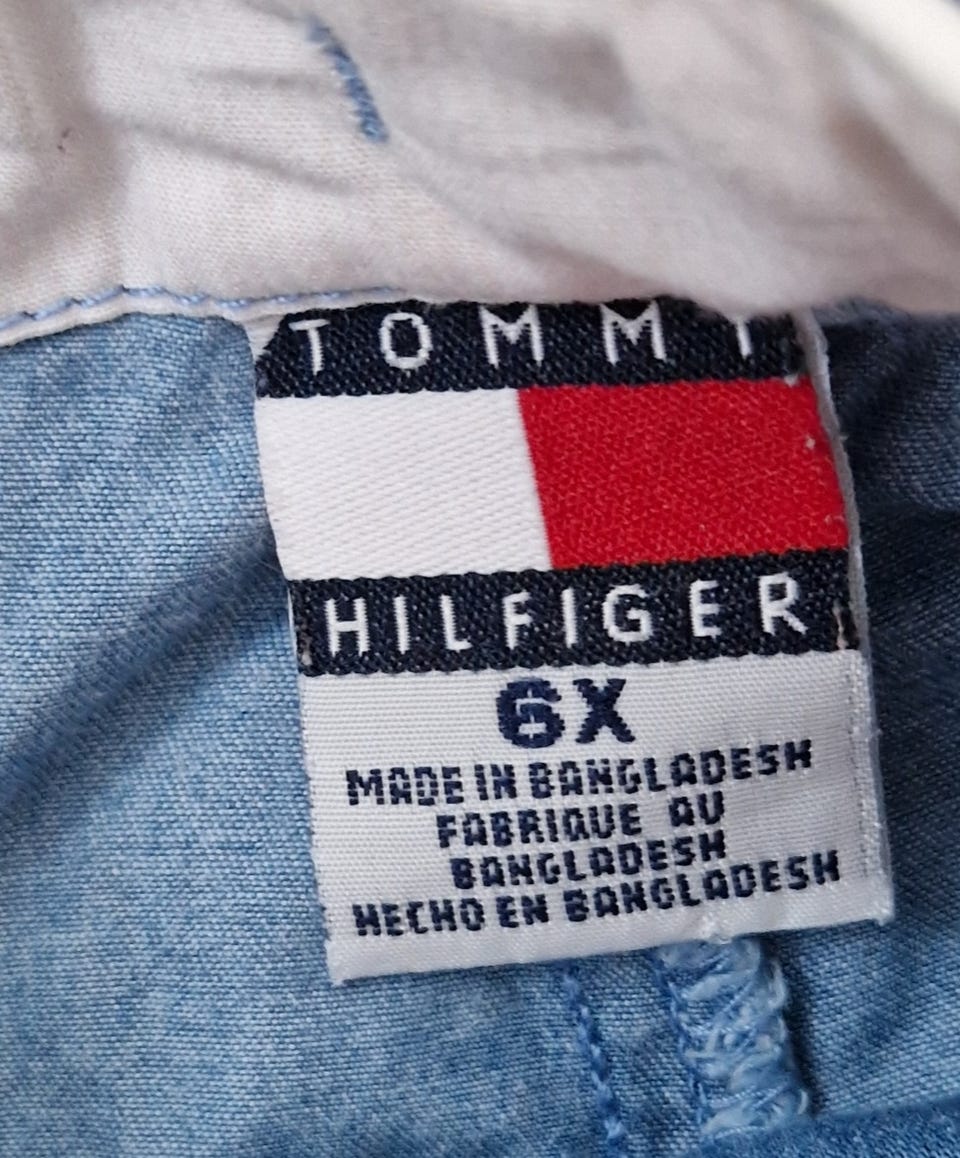 TOMMY
HILFIGER
6X
MADE IN BANGLADESH
FABRIQUE AU
BANGLADESH
HECHO EN BANGLADESH